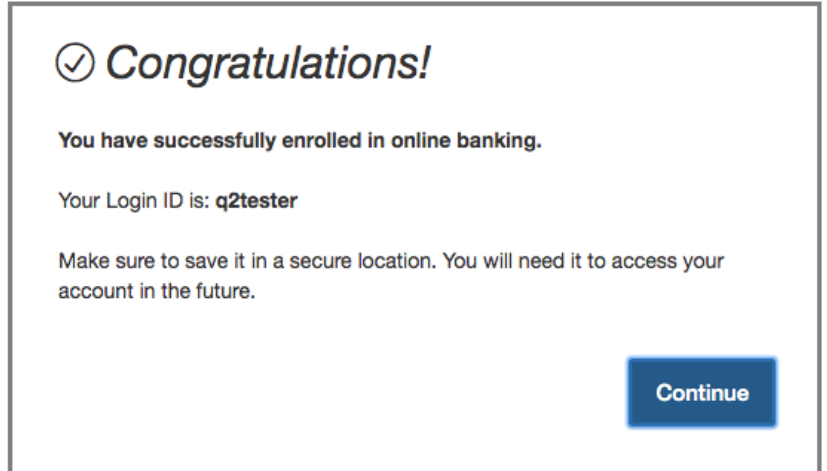 Congratulations!
You have successfully enrolled in online banking.
Your Login ID is: q2tester
Make sure to save it in a secure location. You will need it to access your
account in the future.
Continue